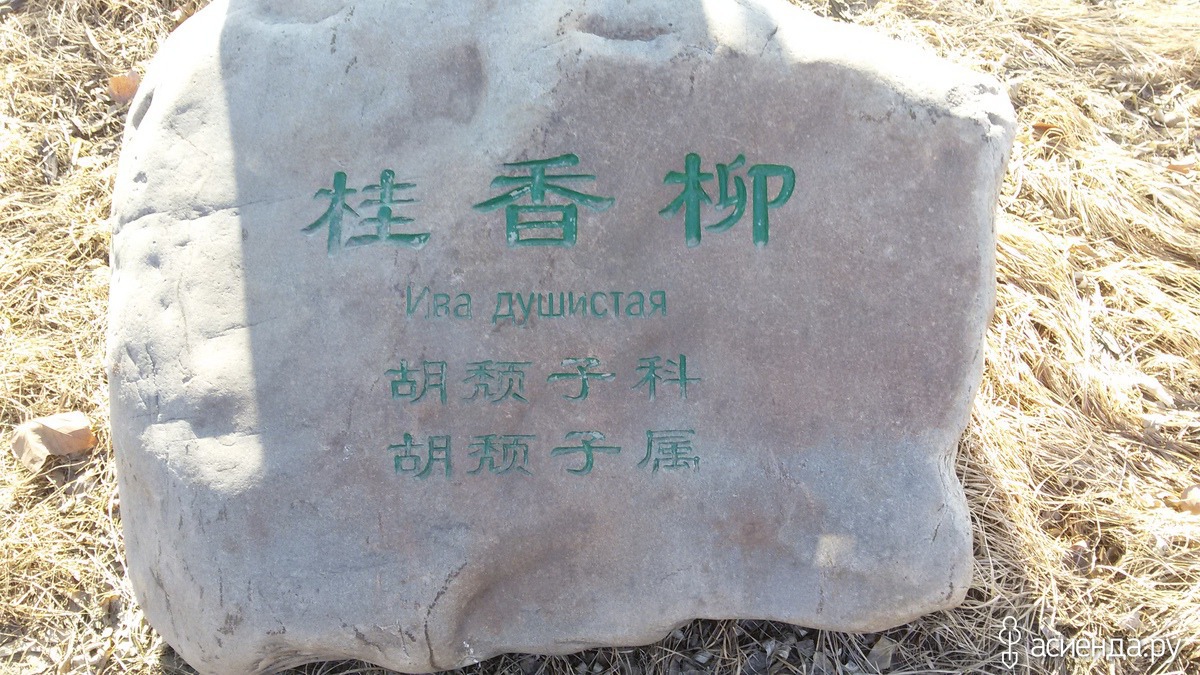 桂香柳
Ива душистая
胡颓子科
胡颓子属
асиенда.ру